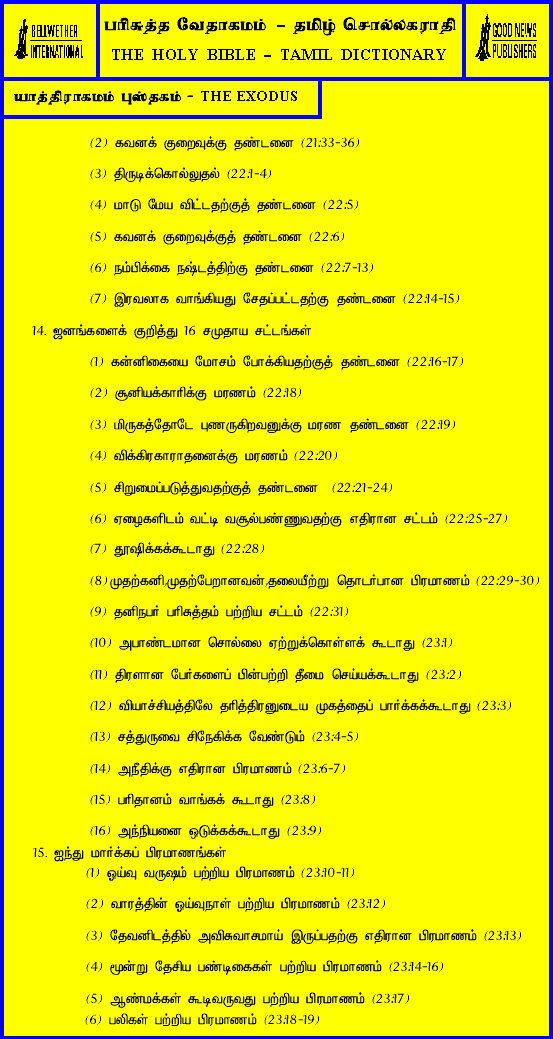 BELLWETHER
INTERNATIONAL
பரிசுத்த வேதாகமம் - தமிழ் சொல்லகராதி
THE HOLY BIBLE - TAMIL DICTIONARY
GOOD NEWS
PUBLISHERS
யாத்திராகமம் புஸ்தகம் - THE EXODUS
(2) கவனக் குறைவுக்கு தண்டனை (21:33-36)
(3) திருடிக்கொல்லுதல் (22:1-4)
(4) மாடு மேய விட்டதற்குத் தண்டனை (22:5)
(5) கவனக் குறைவுக்குத் தண்டனை (22:6)
(6) நம்பிக்கை நஷ்டத்திற்கு தண்டனை (22:7-13)
(7) இரவலாக வாங்கியது சேதப்பட்டதற்கு தண்டனை (22:14-15)
14. ஜனங்களைக் குறித்து 16 சமுதாய சட்டங்கள்
(1) கன்னிகையை மோசம் போக்கியதற்குத் தண்டனை (22:16-17)
(2) சூனியக்காரிக்கு மரணம் (22:18)
(3) மிருகத்தோடே புணருகிறவனுக்கு மரண தண்டனை (22:19)
(4) விக்கிரகாராதனைக்கு மரணம் (22:20)
(5) சிறுமைப்படுத்துவதற்குத் தண்டனை (22:21-24)
(6) ஏழைகளிடம் வட்டி வசூல்பண்ணுவதற்கு எதிரான சட்டம் (22:25-27)
(7) தூஷிக்கக்கூடாது (22:28)
(8) முதற்கனி,முதற்பேறானவன்,தலையீற்று தொடர்பான பிரமாணம் (22:29-30)
(9) தனிநபர் பரிசுத்தம் பற்றிய சட்டம் (22:31)
(10) அபாண்டமான சொல்லை ஏற்றுக்கொள்ளக் கூடாது (23:1)
(11) திரளான பேர்களைப் பின்பற்றி தீமை செய்யக்கூடாது (23:2)
(12) வியாச்சியத்திலே தரித்திரனுடைய முகத்தைப் பார்க்கக்கூடாது (23:3)
(13) சத்துருவை சிநேகிக்க வேண்டும் (23:4-5)
(14) அநீதிக்கு எதிரான பிரமாணம் (23:6-7)
(15) பரிதானம் வாங்கக் கூடாது (23:8)
(16) அந்நியனை ஒடுக்கக்கூடாது (23:9)
15. ஐந்து மார்க்கப் பிரமாணங்கள்
(1) ஓய்வு வருஷம் பற்றிய பிரமாணம் (23:10-11)
(2) வாரத்தின் ஓய்வுநாள் பற்றிய பிரமாணம் (23:12)
(3) தேவனிடத்தில் அவிசுவாசமாய் இருப்பதற்கு எதிரான பிரமாணம் (23:13)
(4) மூன்று தேசிய பண்டிகைகள் பற்றிய பிரமாணம் (23:14-16)
(5) ஆண்மக்கள் கூடிவருவது பற்றிய பிரமாணம் (23:17)
(6) பலிகள் பற்றிய பிரமாணம் (23:18-19)